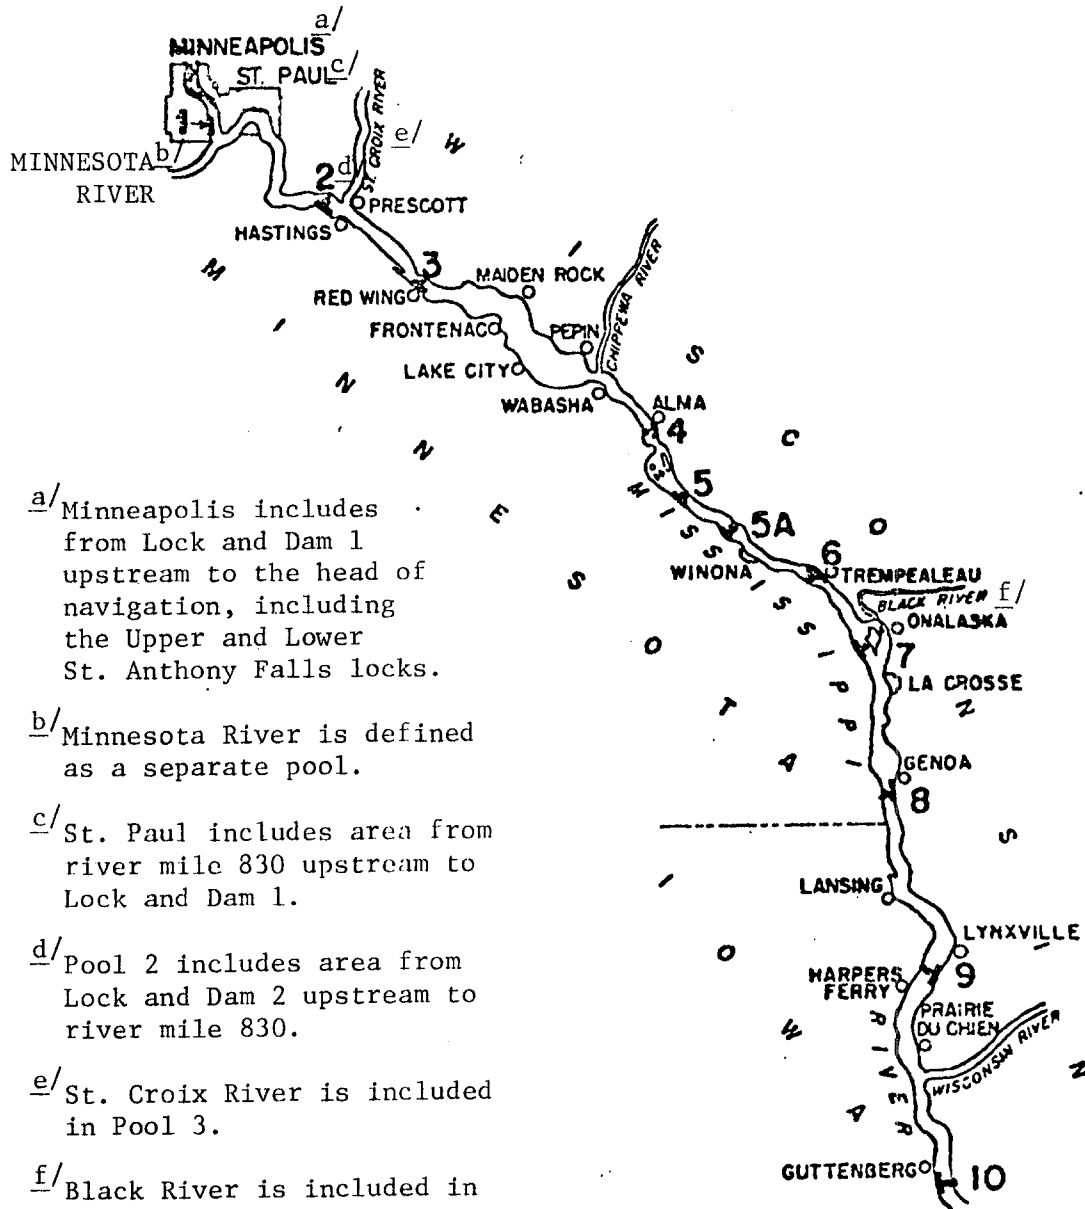 MINNEAPOLIS a/
ST. PAUL c/
MINNESOTA b/
RIVER
ST. CROIX RIVER
e/
2 d/
PRESCOTT
HASTINGS
3
RED WING
MAIDEN ROCK
FRONTENAC
PEPIN
CHIPPEWA RIVER
LAKE CITY
WABASHA
ALMA
4
5
5A
WINONA
6
TREMPEALEAU
BLACK RIVER f/
ONALASKA
7
LA CROSSE
GENOA
8
LANSING
LYNXVILLE
9
HARPERS
FERRY
PRAIRIE
DU CHIEN
WISCONSIN RIVER
GUTTENBERG
10
MINNESOTA
WISCONSIN
IOWA
MISSISSIPPI
RIVER
a/ Minneapolis includes
from Lock and Dam 1
upstream to the head of
navigation, including
the Upper and Lower
St. Anthony Falls locks.
b/ Minnesota River is defined
as a separate pool.
c/ St. Paul includes area from
river mile 830 upstream to
Lock and Dam 1.
d/ Pool 2 includes area from
Lock and Dam 2 upstream to
river mile 830.
e/ St. Croix River is included
in Pool 3.
f/ Black River is included in